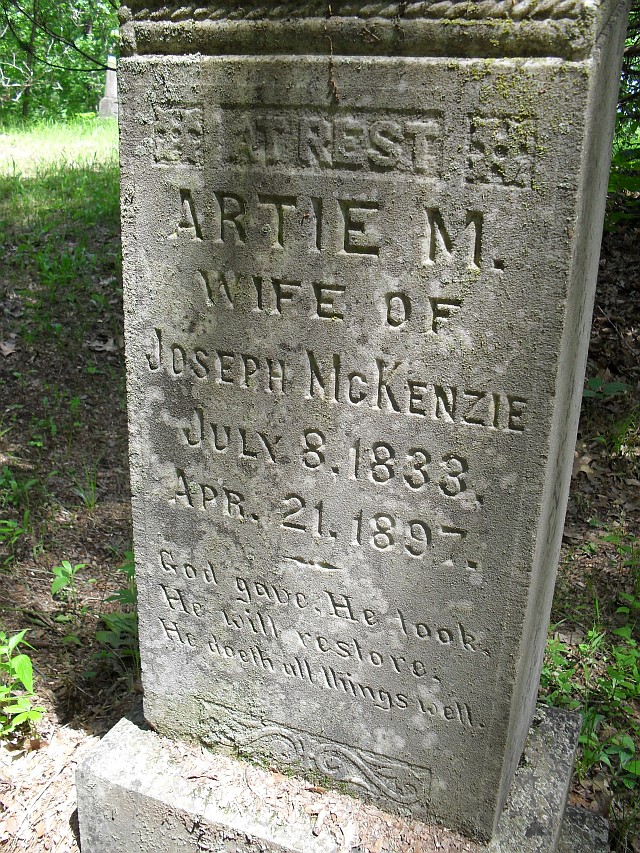 AT REST
ARTIE M.
WIFE OF
JOSEPH MCKENZIE
JULY 8, 1833.
APR. 21, 1897.
God gave, He took,
He will restore,
He doeth all things well.